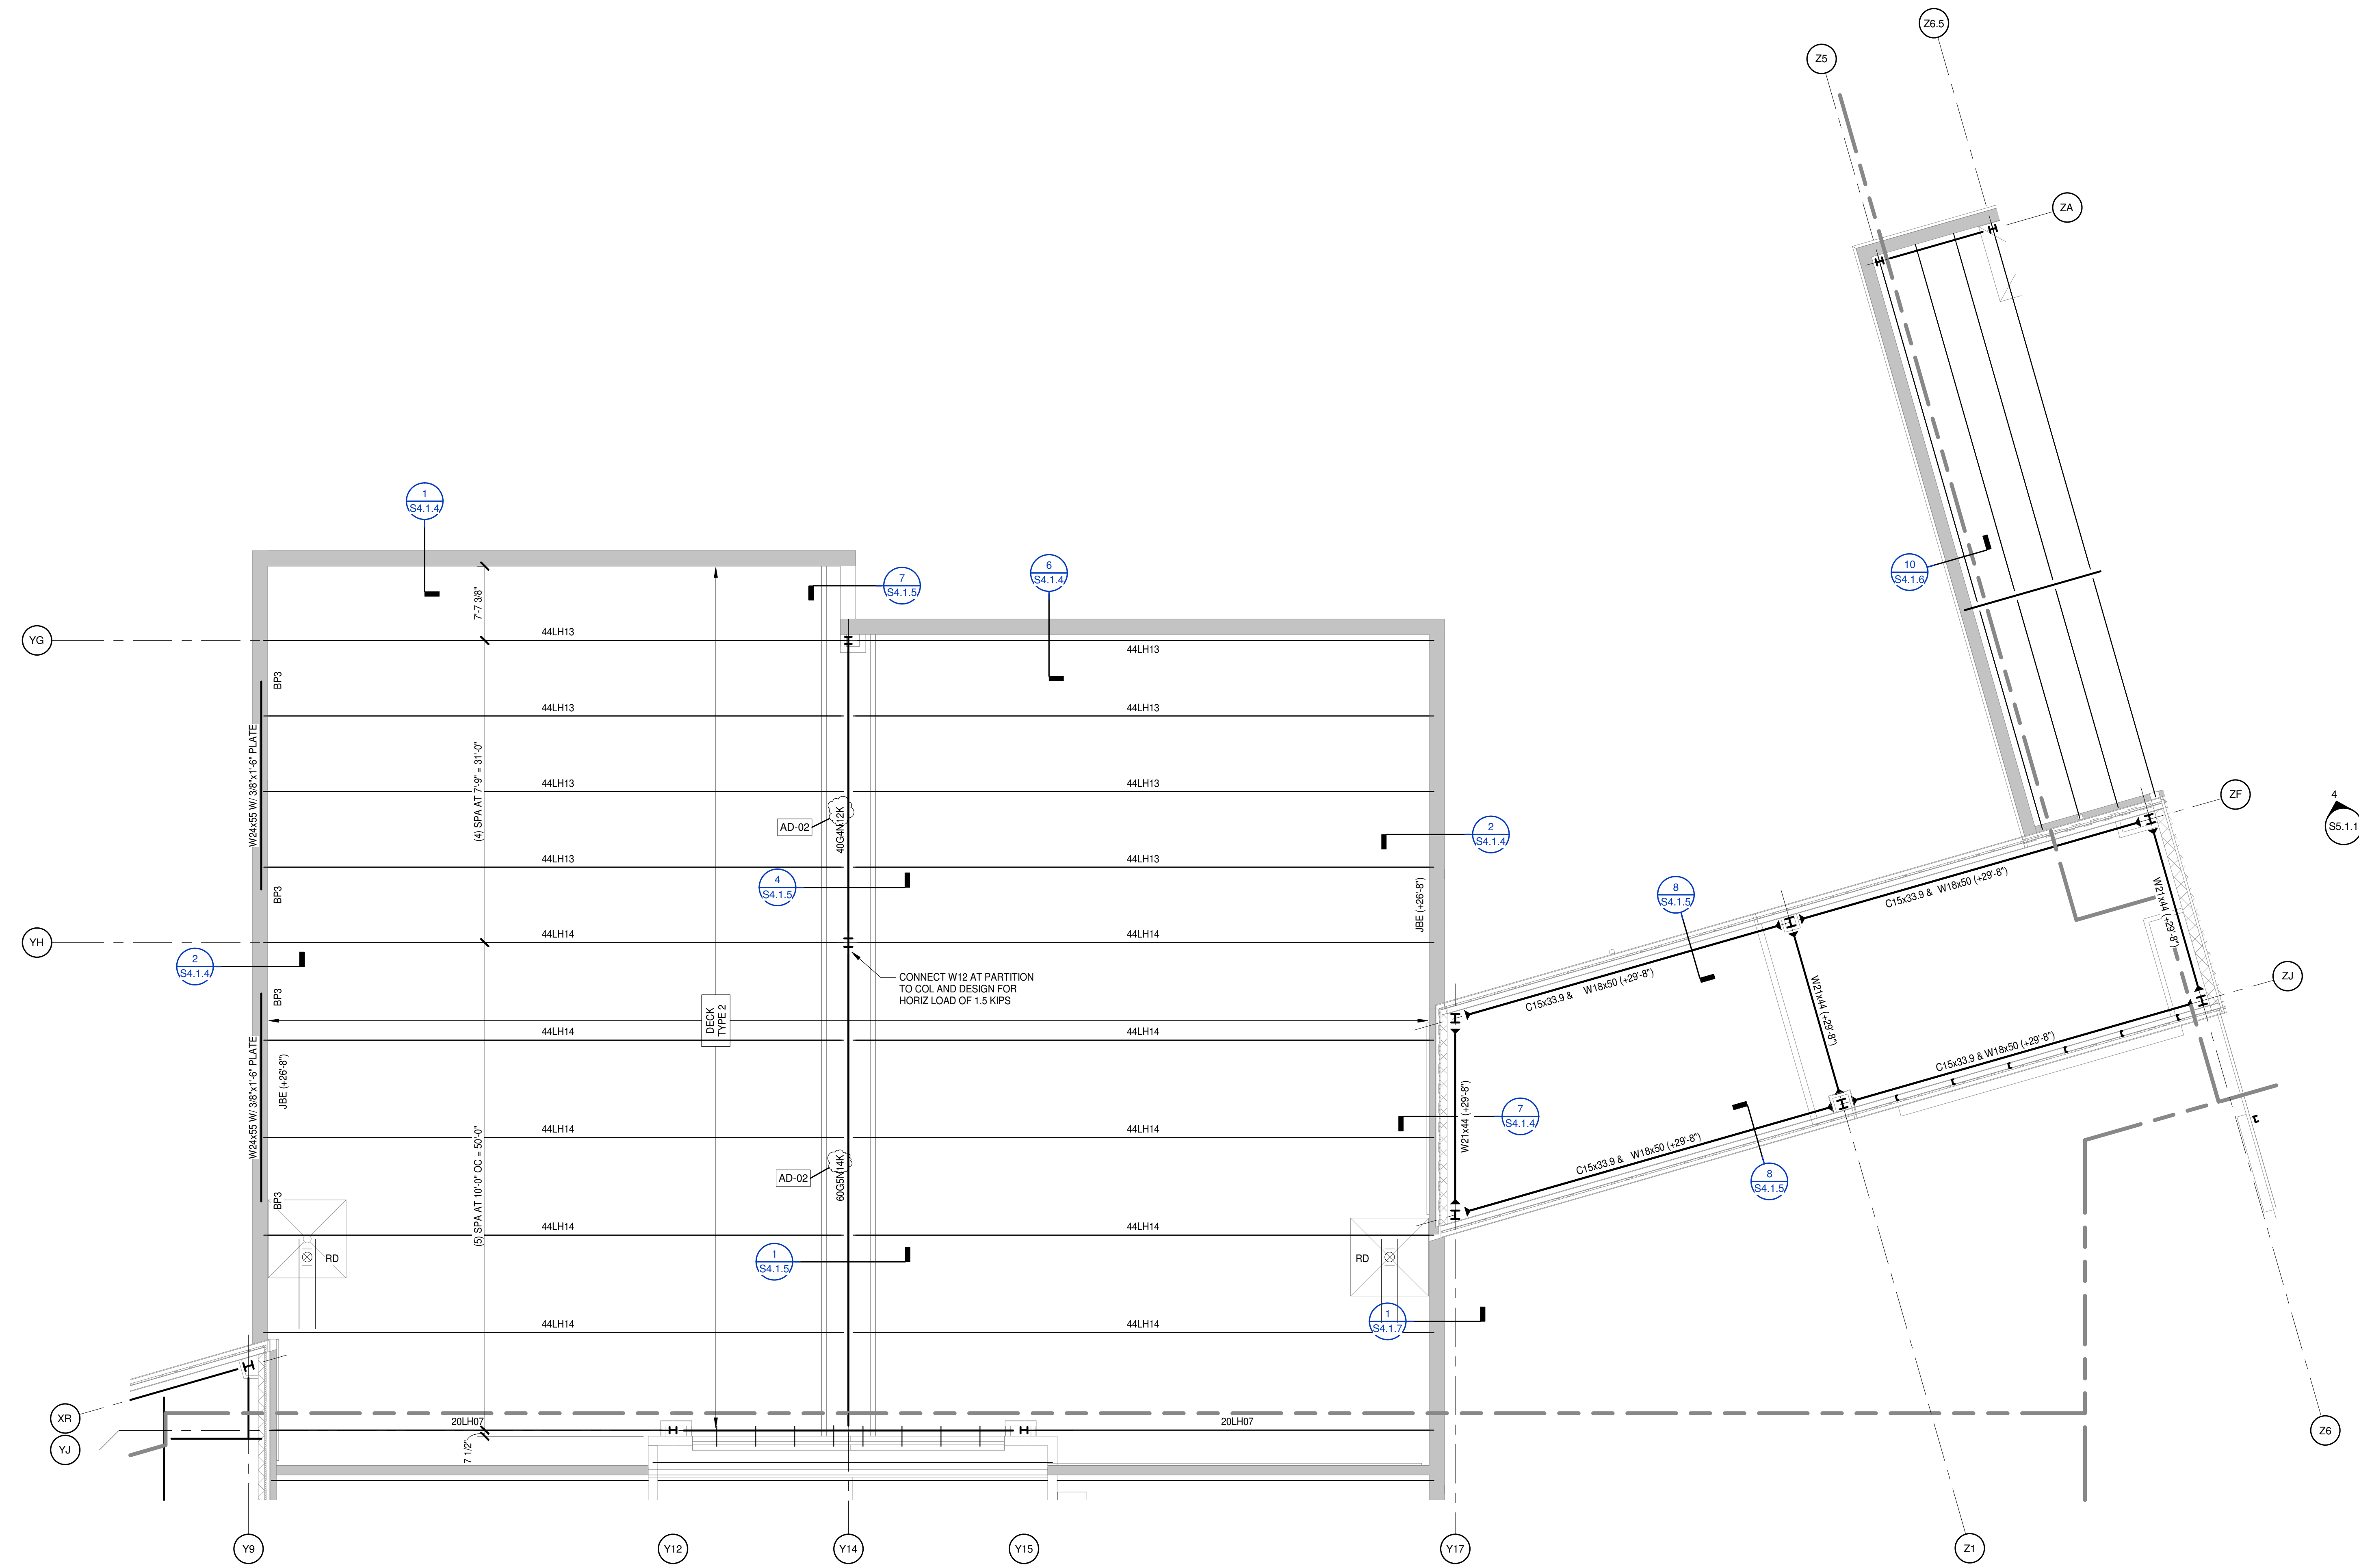 Z6.5
Z5
ZA
1
S4.1.4
7
S4.1.5
6
S4.1.4
10
S4.1.6
7'-7 3/8"
YG
44LH13
44LH13
BP3
44LH13
44LH13
W24x55 W/ 3/8"x1'-6" PLATE
(4) SPA AT 7'-9" = 31'-0"
44LH13
44LH13
ZF
4
S5.1.1
AD-02
40G4N12K
2
S4.1.4
44LH13
44LH13
4
S4.1.5
BP3
JBE (+26'-8")
8
S4.1.5
C15x33.9 & W18x50 (+29'-8")
W21x44 (+29'-8")
YH
44LH14
44LH14
2
S4.1.4
CONNECT W12 AT PARTITION
TO COL AND DESIGN FOR
HORIZ LOAD OF 1.5 KIPS
BP3
C15x33.9 & W18x50 (+29'-8")
W21x44 (+29'-8")
ZJ
DECK
TYPE 2
44LH14
44LH14
W24x55 W/ 3/8"x1'-6" PLATE
JBE (+26'-8")
C15x33.9 & W18x50 (+29'-8")
W21x44 (+29'-8")
7
S4.1.4
44LH14
44LH14
(5) SPA AT 10'-0" OC = 50'-0"
AD-02
60G5N14K
C15x33.9 & W18x50 (+29'-8")
8
S4.1.5
BP3
44LH14
44LH14
RD
1
S4.1.5
RD
1
S4.1.7
44LH14
44LH14
XR
20LH07
20LH07
YJ
7 1/2"
Z6
Y9
Y12
Y14
Y15
Y17
Z1